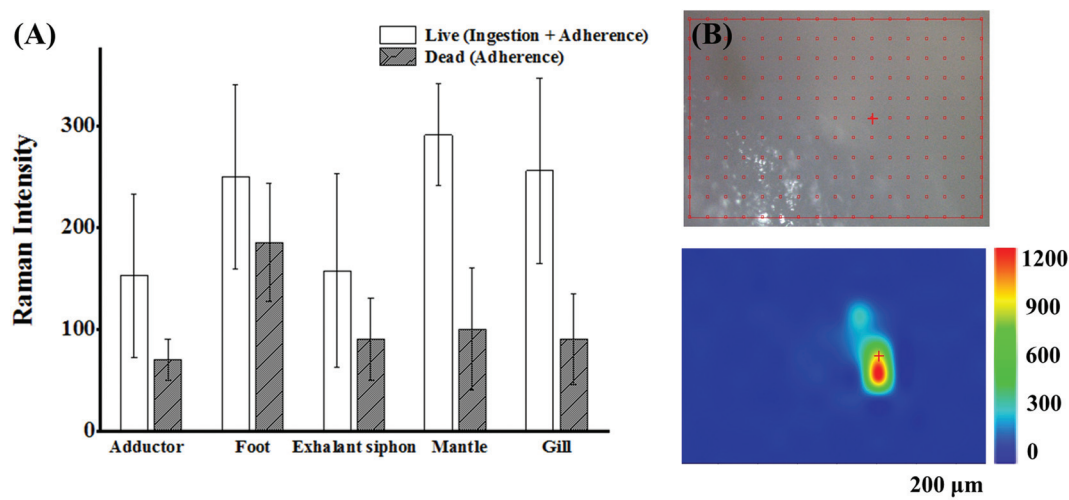 (A)
Live (Ingestion + Adherence)
Dead (Adherence)
Raman Intensity
300
200
100
0
Adductor
Foot
Exhalant siphon
Mantle
Gill
(B)
1200
900
600
300
0
200 µm